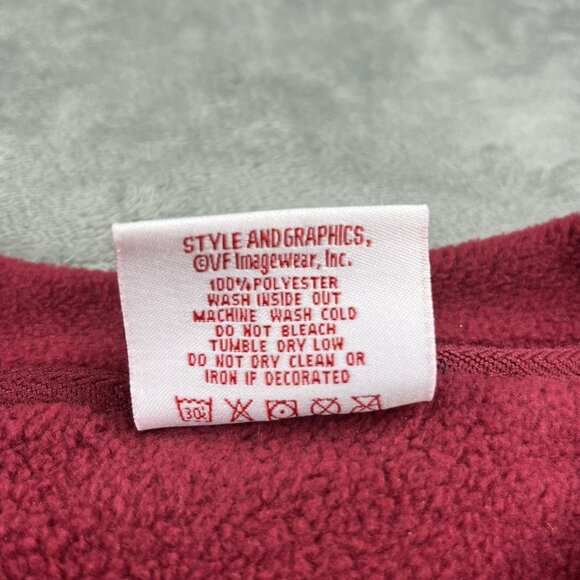 STYLE AND GRAPHICS,
©VF Imagewear, Inc.
100% POLYESTER
WASH INSIDE OUT
MACHINE WASH COLD
DO NOT BLEACH
TUMBLE DRY LOW
DO NOT DRY CLEAN OR
IRON IF DECORATED
30°